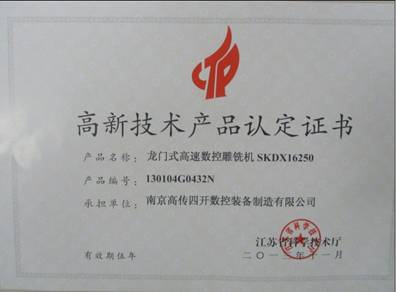 高新技术产品认定证书
产品名称：龙门式高速数控雕铣机 SKDX16250
产品编号：130104G0432N
承担单位：南京高传四开数控装备制造有限公司
江苏省科学技术厅
有效期伍年
二〇一三年十一月